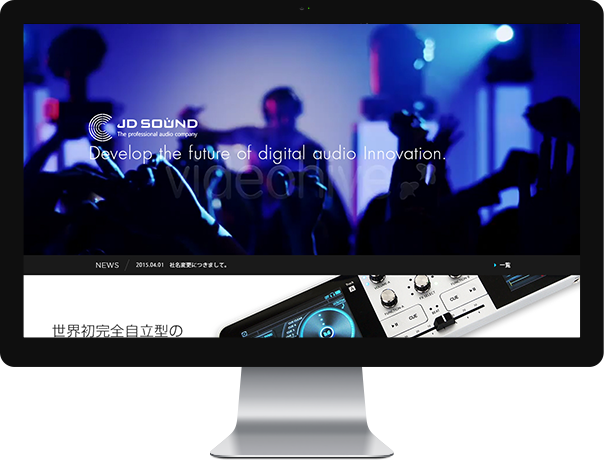 JD SOUND
The professional audio company
Develop the future of digital audio Innovation.
videohive
NEWS / 2015.04.01 社名変更につきまして。 一覧
CUE
CUE
世界初完全自立型の